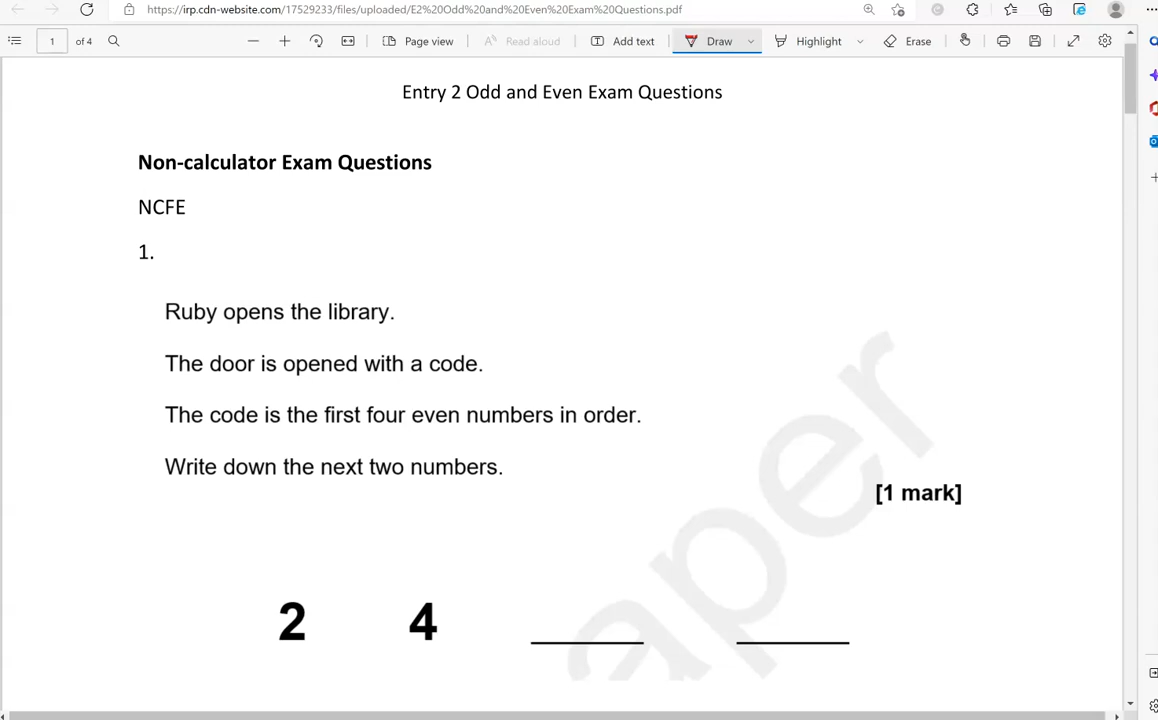 https://irp.cdn-website.com/17529233/files/uploaded/E2%20Odd%20and%20Even%20Exam%20Questions.pdf
1 of 4 Page view Read aloud Add text Draw Highlight Erase
Entry 2 Odd and Even Exam Questions
Non-calculator Exam Questions
NCFE
1.
Ruby opens the library.
The door is opened with a code.
The code is the first four even numbers in order.
Write down the next two numbers.
[1 mark]
2 4
aper